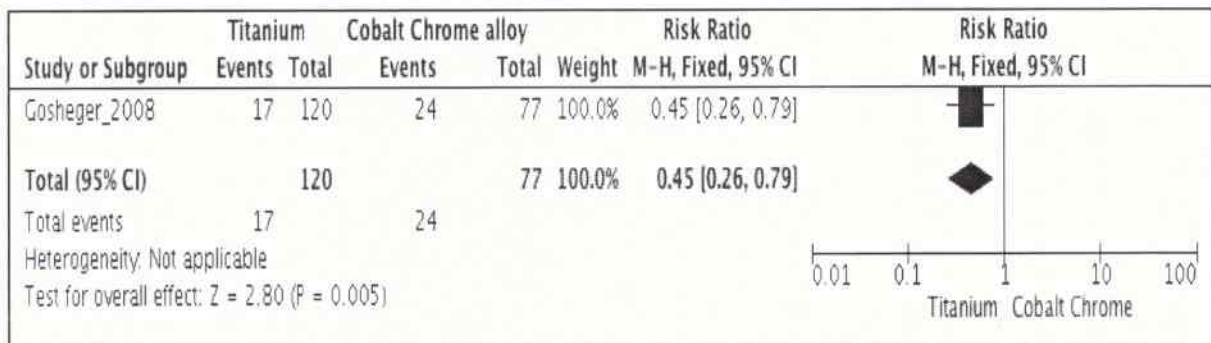 Titanium Cobalt Chrome alloy Risk Ratio Risk Ratio
Study or Subgroup Events Total Events Total Weight M-H, Fixed, 95% CI M-H, Fixed, 95% CI
Gosheger_2008 17 120 24 77 100.0% 0.45 [0.26, 0.79]
Total (95% CI) 120 77 100.0% 0.45 [0.26, 0.79]
Total events 17 24
Heterogeneity: Not applicable
Test for overall effect: Z = 2.80 (P = 0.005)
0.01 0.1 1 10 100
Titanium Cobalt Chrome